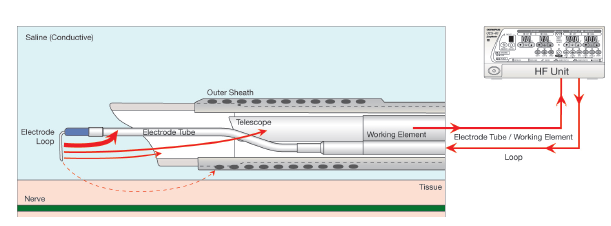 Saline (Conductive)
HF Unit
Outer Sheath
Telescope
Electrode
Loop
Electrode Tube
Working Element
Electrode Tube / Working Element
Loop
Tissue
Nerve